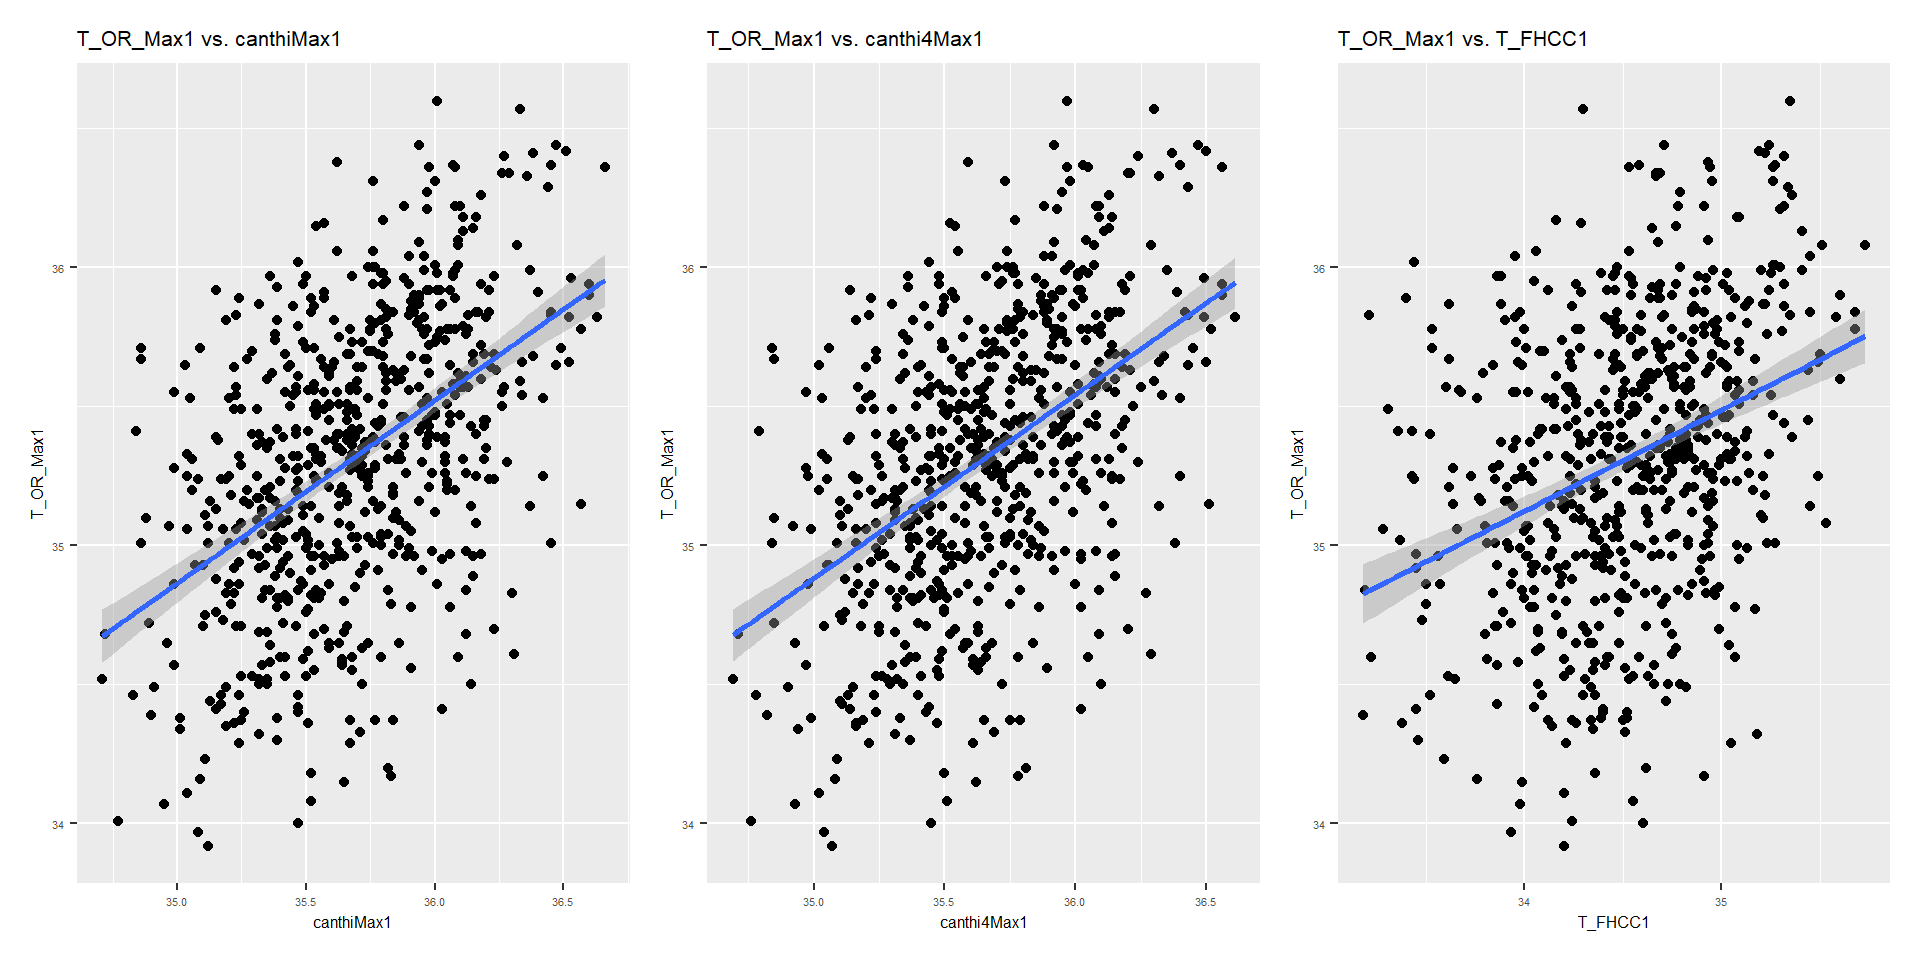 T_OR_Max1 vs. canthiMax1
T_OR_Max1
36
35
34
35.0 35.5 36.0 36.5
canthiMax1
T_OR_Max1 vs. canthi4Max1
T_OR_Max1
36
35
34
35.0 35.5 36.0 36.5
canthi4Max1
T_OR_Max1 vs. T_FHCC1
T_OR_Max1
36
35
34
34 35
T_FHCC1